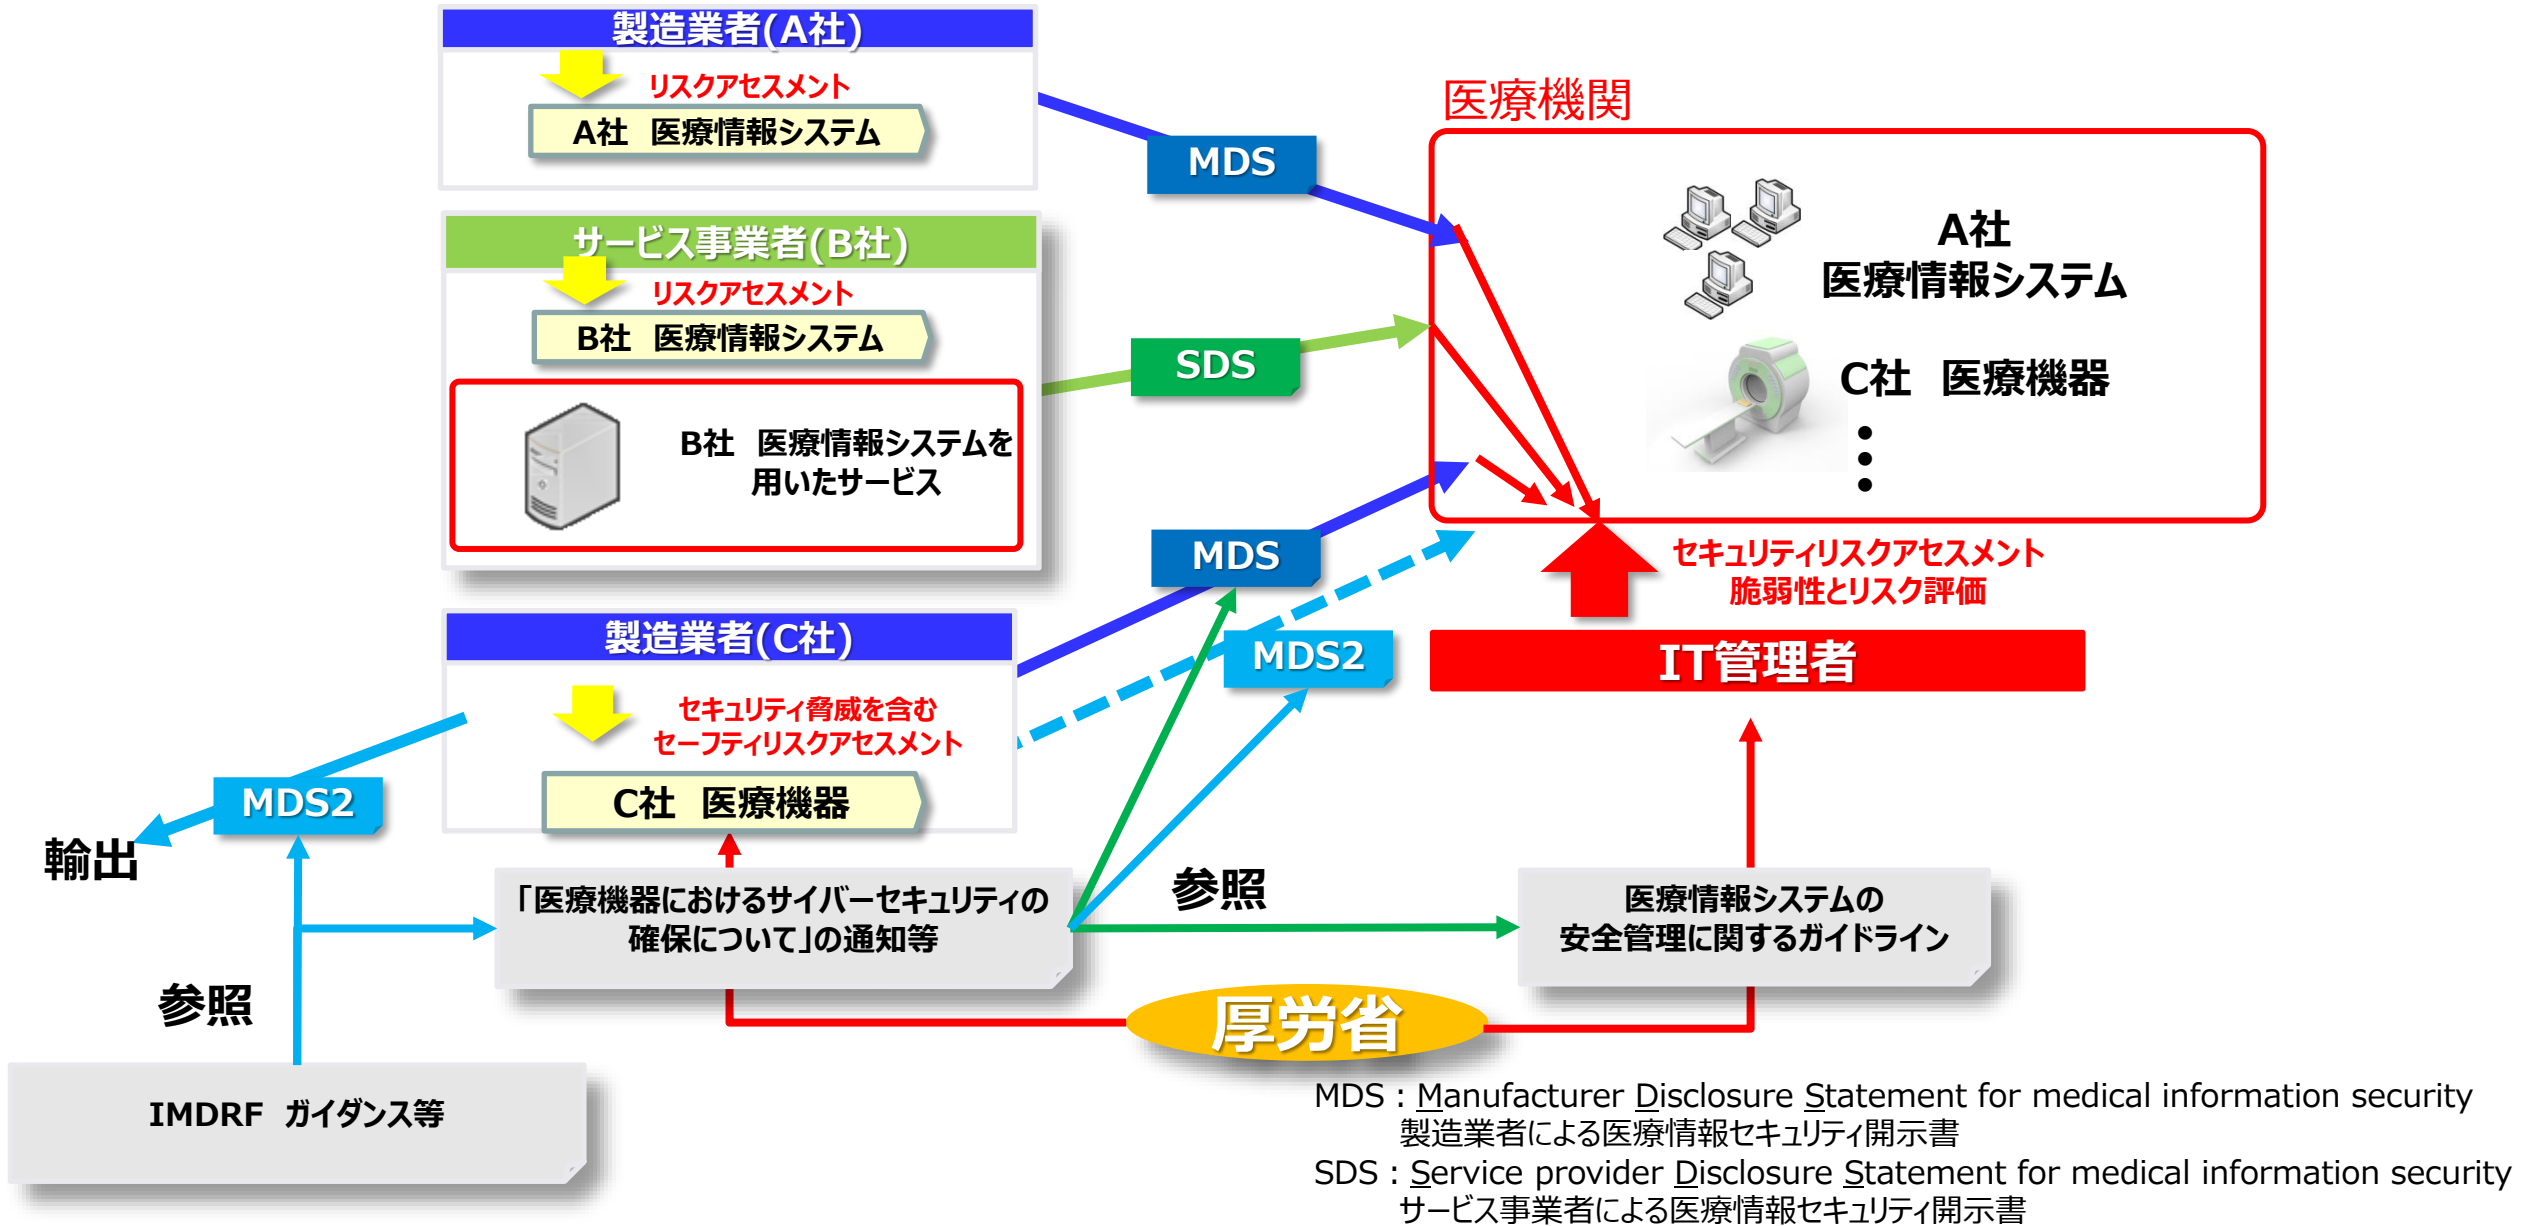 製造業者(A社)
リスクアセスメント
A社 医療情報システム
MDS
医療機関
A社
医療情報システム
C社 医療機器
サービス事業者(B社)
リスクアセスメント
B社 医療情報システム
SDS
B社 医療情報システムを
用いたサービス
MDS
セキュリティリスクアセスメント
脆弱性とリスク評価
製造業者(C社)
MDS2
IT管理者
セキュリティ脅威を含む
セーフティリスクアセスメント
C社 医療機器
MDS2
輸出
「医療機器におけるサイバーセキュリティの
確保について」の通知等
参照
医療情報システムの
安全管理に関するガイドライン
参照
厚労省
IMDRF ガイダンス等
MDS：Manufacturer Disclosure Statement for medical information security
製造業者による医療情報セキュリティ開示書
SDS：Service provider Disclosure Statement for medical information security
サービス事業者による医療情報セキュリティ開示書